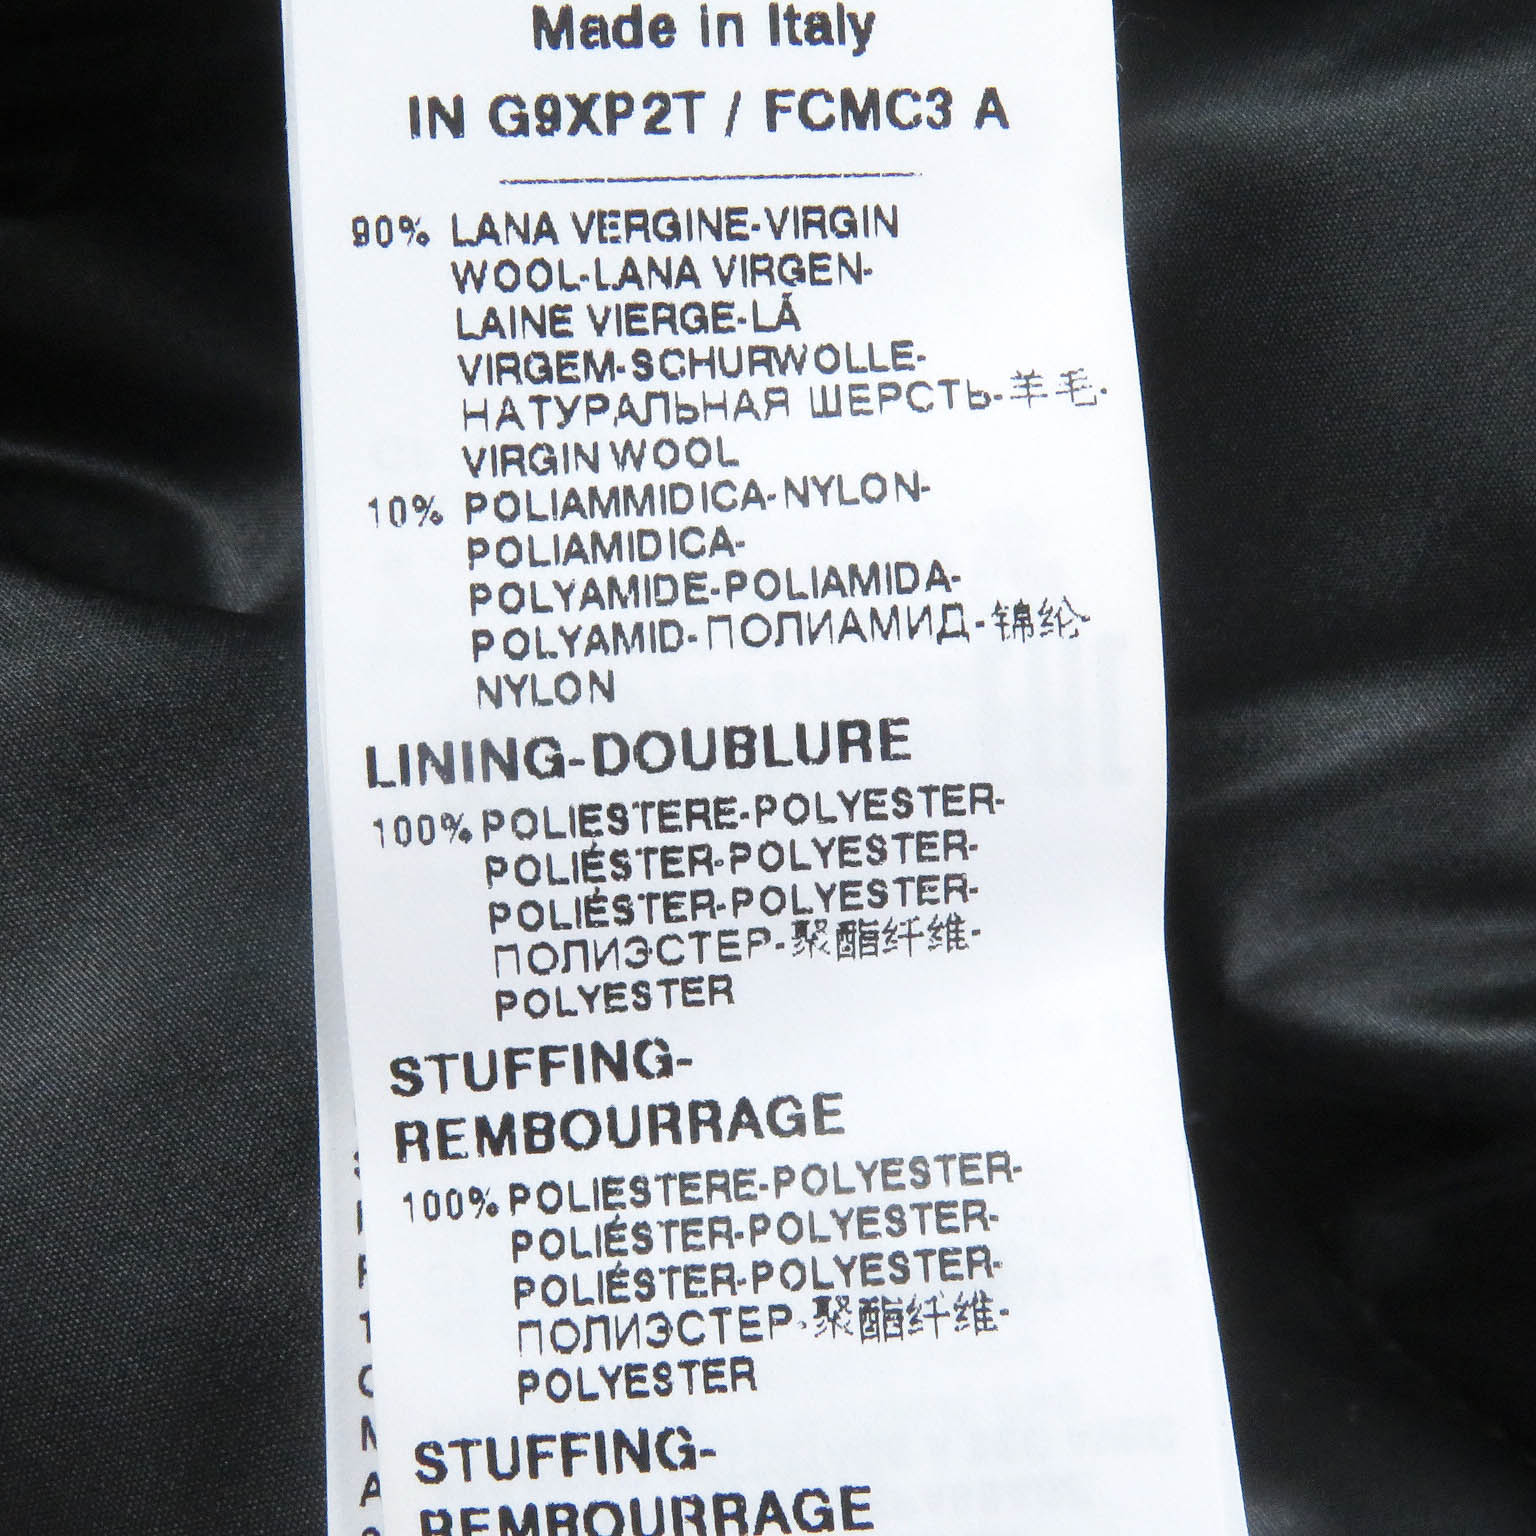 Made in Italy
IN G9XP2T / FCMC3 A
90% LANA VERGINE-VIRGIN
WOOL-LANA VIRGEN-
LAINE VIERGE-LÃ
VIRGEM-SCHURWOLLE-
НАТУРАЛЬНАЯ ШЕРСТЬ-羊毛-
VIRGIN WOOL
10% POLIAMMIDICA-NYLON-
POLIAMIDICA-
POLYAMIDE-POLIAMIDA-
POLYAMID-ПОЛИАМИД-锦纶-
NYLON
LINING-DOUBLURE
100% POLIESTERE-POLYESTER-
POLIÉSTER-POLYESTER-
POLIÉSTER-POLYESTER-
ПОЛИЭСТЕР-聚酯纤维-
POLYESTER
STUFFING-
REMBOURRAGE
100% POLIESTERE-POLYESTER-
POLIÉSTER-POLYESTER-
POLIÉSTER-POLYESTER-
ПОЛИЭСТЕР-聚酯纤维-
POLYESTER
STUFFING-
REMBOURRAGE